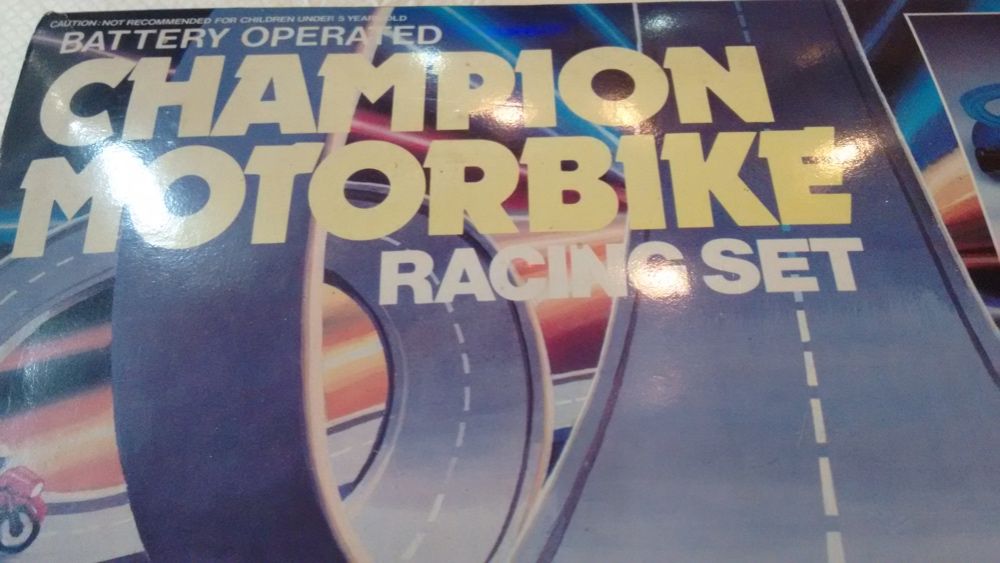 CAUTION: NOT RECOMMENDED FOR CHILDREN UNDER 5 YEARS OLD
BATTERY OPERATED
CHAMPION
MOTORBIKE
RACING SET